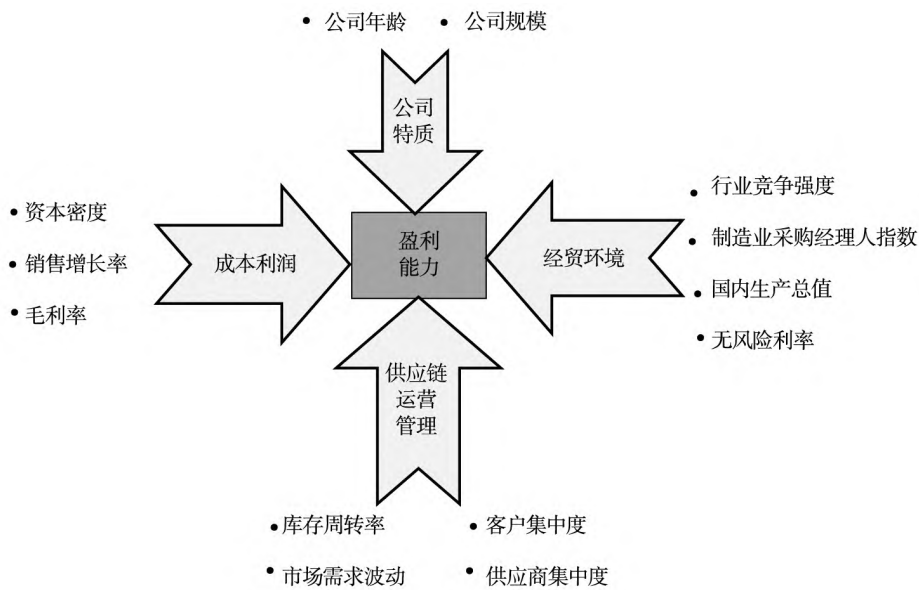 • 公司年龄 • 公司规模
公司
特质
• 资本密度
• 销售增长率
• 毛利率
成本利润
盈利
能力
经贸环境
• 行业竞争强度
• 制造业采购经理人指数
• 国内生产总值
• 无风险利率
供应链
运营
管理
• 库存周转率 • 客户集中度
• 市场需求波动 • 供应商集中度